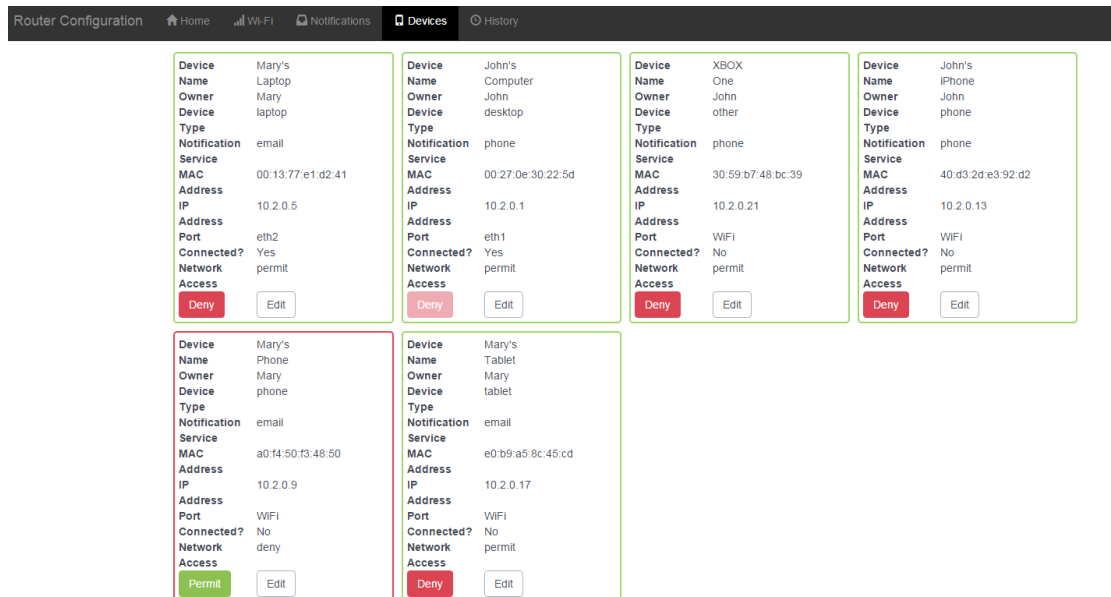 Router Configuration Home Wi-Fi Notifications Devices History
Device Mary's
Name Laptop
Owner Mary
Device laptop
Type
Notification email
Service
MAC 00:13:77:e1:d2:41
Address
IP 10.2.0.5
Address
Port eth2
Connected? Yes
Network permit
Access
Deny Edit
Device John's
Name Computer
Owner John
Device desktop
Type
Notification phone
Service
MAC 00:27:0e:30:22:5d
Address
IP 10.2.0.1
Address
Port eth1
Connected? Yes
Network permit
Access
Deny Edit
Device XBOX
Name One
Owner John
Device other
Type
Notification phone
Service
MAC 30:59:b7:48:bc:39
Address
IP 10.2.0.21
Address
Port WiFi
Connected? No
Network permit
Access
Deny Edit
Device John's
Name iPhone
Owner John
Device phone
Type
Notification phone
Service
MAC 40:d3:2d:e3:92:d2
Address
IP 10.2.0.13
Address
Port WiFi
Connected? No
Network permit
Access
Deny Edit
Device Mary's
Name Phone
Owner Mary
Device phone
Type
Notification email
Service
MAC a0:f4:50:f3:48:50
Address
IP 10.2.0.9
Address
Port WiFi
Connected? No
Network deny
Access
Permit Edit
Device Mary's
Name Tablet
Owner Mary
Device tablet
Type
Notification email
Service
MAC e0:b9:a5:8c:45:cd
Address
IP 10.2.0.17
Address
Port WiFi
Connected? No
Network permit
Access
Deny Edit